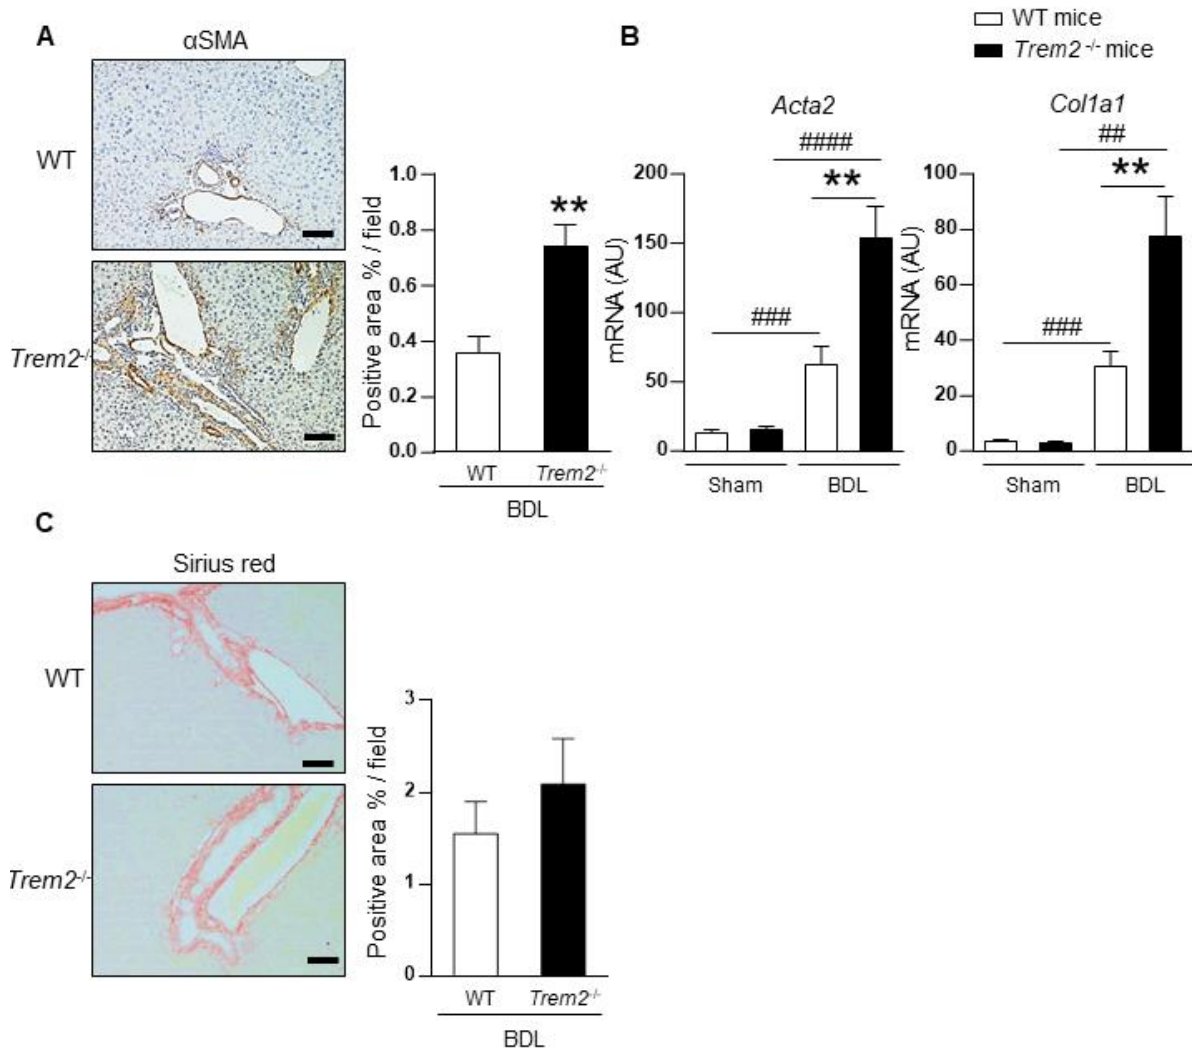 WT mice
Trem2 -/- mice
A
αSMA
WT
Trem2-/-
Positive area % / field
1.0
0.8
0.6
0.4
0.2
0.0
**
WT
Trem2-/-
BDL
B
Acta2
####
**
###
mRNA (AU)
200
150
100
50
0
Sham
BDL
Col1a1
##
**
###
mRNA (AU)
100
80
60
40
20
0
Sham
BDL
C
Sirius red
WT
Trem2-/-
Positive area % / field
3
2
1
0
WT
Trem2-/-
BDL